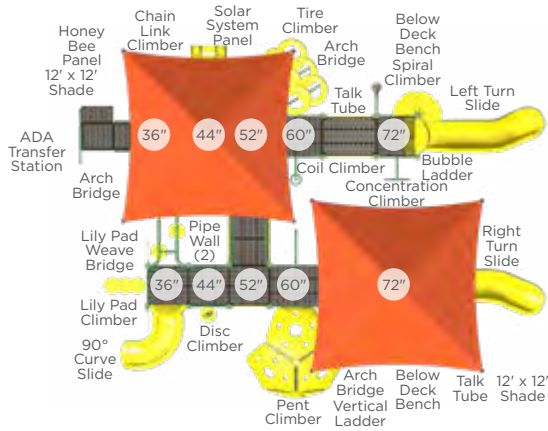 Honey
Bee
Panel
12' x 12'
Shade
Chain
Link
Climber
Solar
System
Panel
Tire
Climber
Arch
Bridge
Talk
Tube
Below
Deck
Bench
Spiral
Climber
Left Turn
Slide
ADA
Transfer
Station
36"
44"
52"
60"
72"
Arch
Bridge
Coil Climber
Bubble
Ladder
Concentration
Climber
Lily Pad
Weave
Bridge
Pipe
Wall
(2)
Right
Turn
Slide
36"
44"
52"
60"
72"
Lily Pad
Climber
90°
Curve
Slide
Disc
Climber
Pent
Climber
Arch
Bridge
Vertical
Ladder
Below
Deck
Bench
Talk
Tube
12' x 12'
Shade